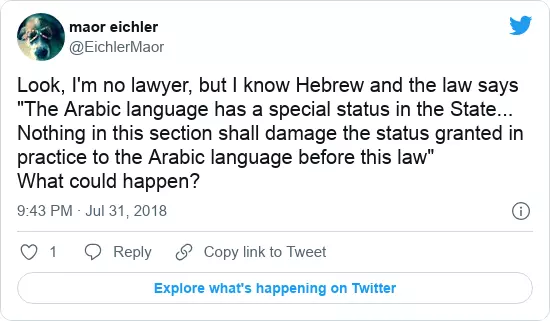 maor eichler
@EichlerMaor
Look, I'm no lawyer, but I know Hebrew and the law says
"The Arabic language has a special status in the State...
Nothing in this section shall damage the status granted in
practice to the Arabic language before this law"
What could happen?
9:43 PM · Jul 31, 2018
1 Reply Copy link to Tweet
Explore what's happening on Twitter